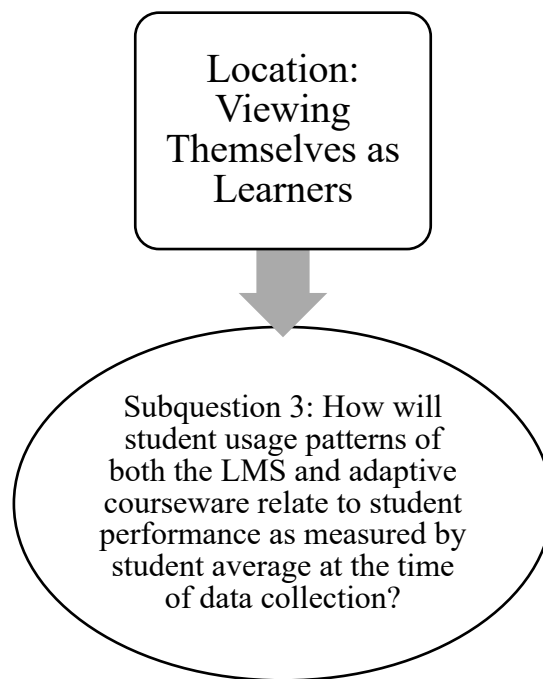 Location:
Viewing
Themselves as
Learners
Subquestion 3: How will
student usage patterns of
both the LMS and adaptive
courseware relate to student
performance as measured by
student average at the time
of data collection?